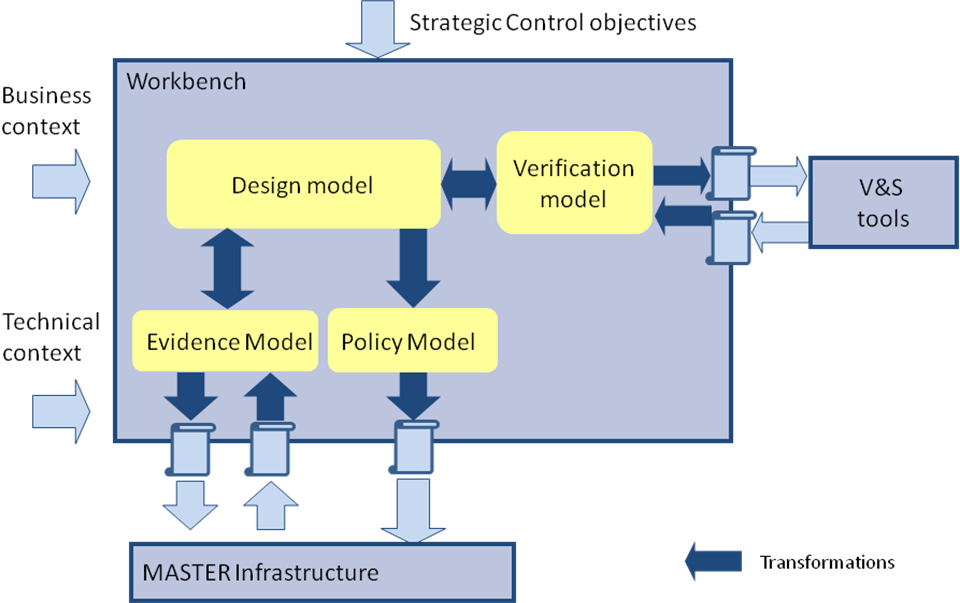 Strategic Control objectives
Workbench
Business
context
Design model
Verification
model
V&S
tools
Technical
context
Evidence Model
Policy Model
MASTER Infrastructure
Transformations